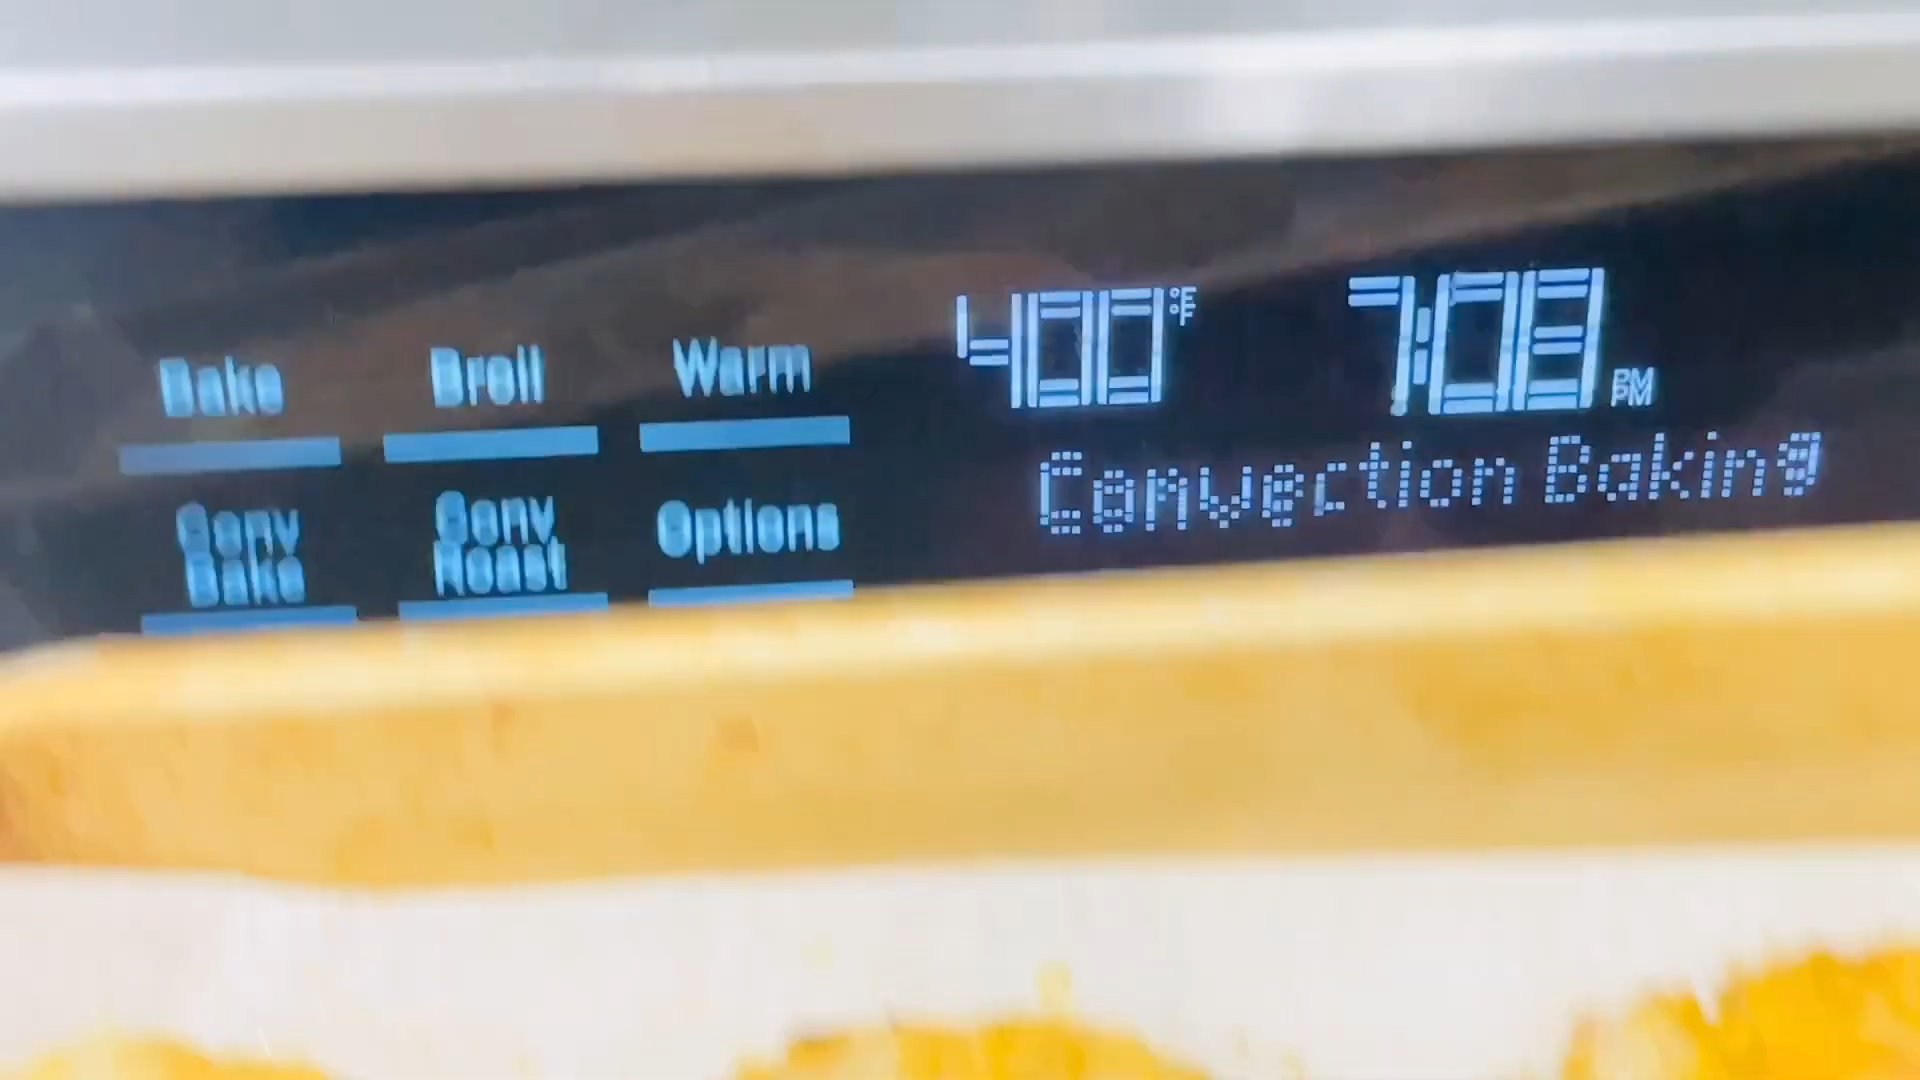 Bake Broil Warm
Conv Bake
Conv Roast
Options
400°F 7:08 PM
Convection Baking